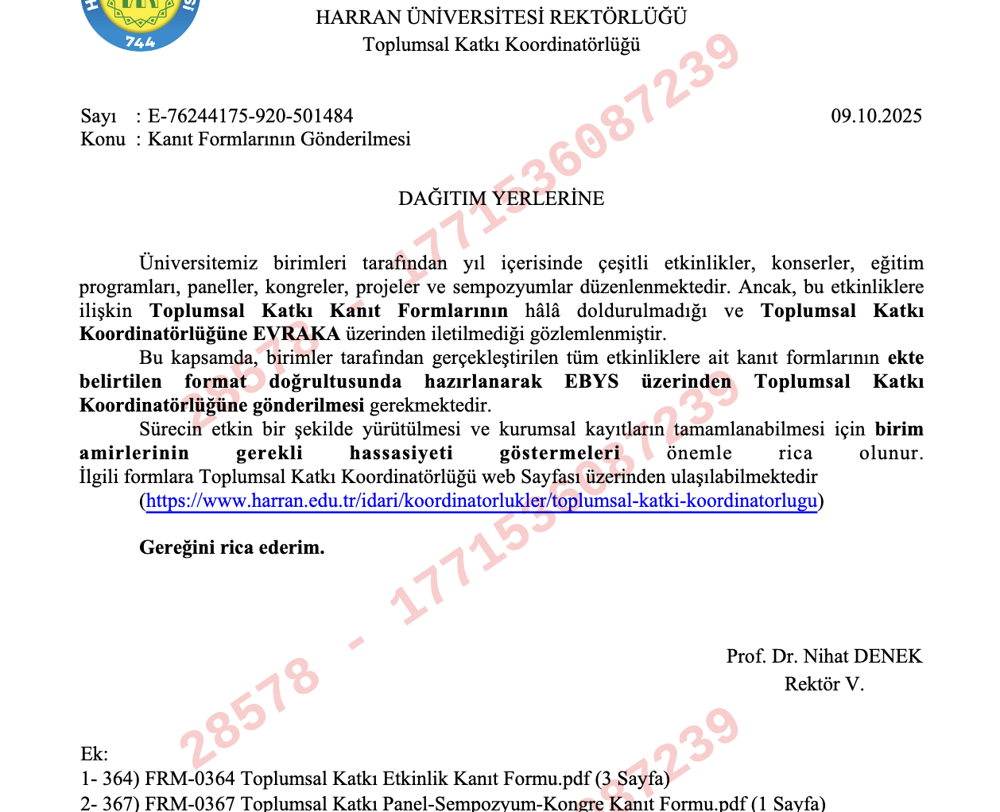 HARRAN ÜNİVERSİTESİ REKTÖRLÜĞÜ
Toplumsal Katkı Koordinatörlüğü
744
Sayı : E-76244175-920-501484
09.10.2025
Konu : Kanıt Formlarının Gönderilmesi
DAĞITIM YERLERİNE
Üniversitemiz birimleri tarafından yıl içerisinde çeşitli etkinlikler, konserler, eğitim
programları, paneller, kongreler, projeler ve sempozyumlar düzenlenmektedir. Ancak, bu etkinliklere
ilişkin Toplumsal Katkı Kanıt Formlarının hâlâ doldurulmadığı ve Toplumsal Katkı
Koordinatörlüğüne EVRAKA üzerinden iletilmediği gözlemlenmiştir.
Bu kapsamda, birimler tarafından gerçekleştirilen tüm etkinliklere ait kanıt formlarının ekte
belirtilen format doğrultusunda hazırlanarak EBYS üzerinden Toplumsal Katkı
Koordinatörlüğüne gönderilmesi gerekmektedir.
Sürecin etkin bir şekilde yürütülmesi ve kurumsal kayıtların tamamlanabilmesi için birim
amirlerinin gerekli hassasiyeti göstermeleri önemle rica olunur.
İlgili formlara Toplumsal Katkı Koordinatörlüğü web Sayfası üzerinden ulaşılabilmektedir
(https://www.harran.edu.tr/idari/koordinatorlukler/toplumsal-katki-koordinatorlugu)
Gereğini rica ederim.
Prof. Dr. Nihat DENEK
Rektör V.
Ek:
1- 364) FRM-0364 Toplumsal Katkı Etkinlik Kanıt Formu.pdf (3 Sayfa)
2- 367) FRM-0367 Toplumsal Katkı Panel-Sempozyum-Kongre Kanıt Formu.pdf (1 Sayfa)
28578 - 1771536087239
28578 - 1771536087239
087239